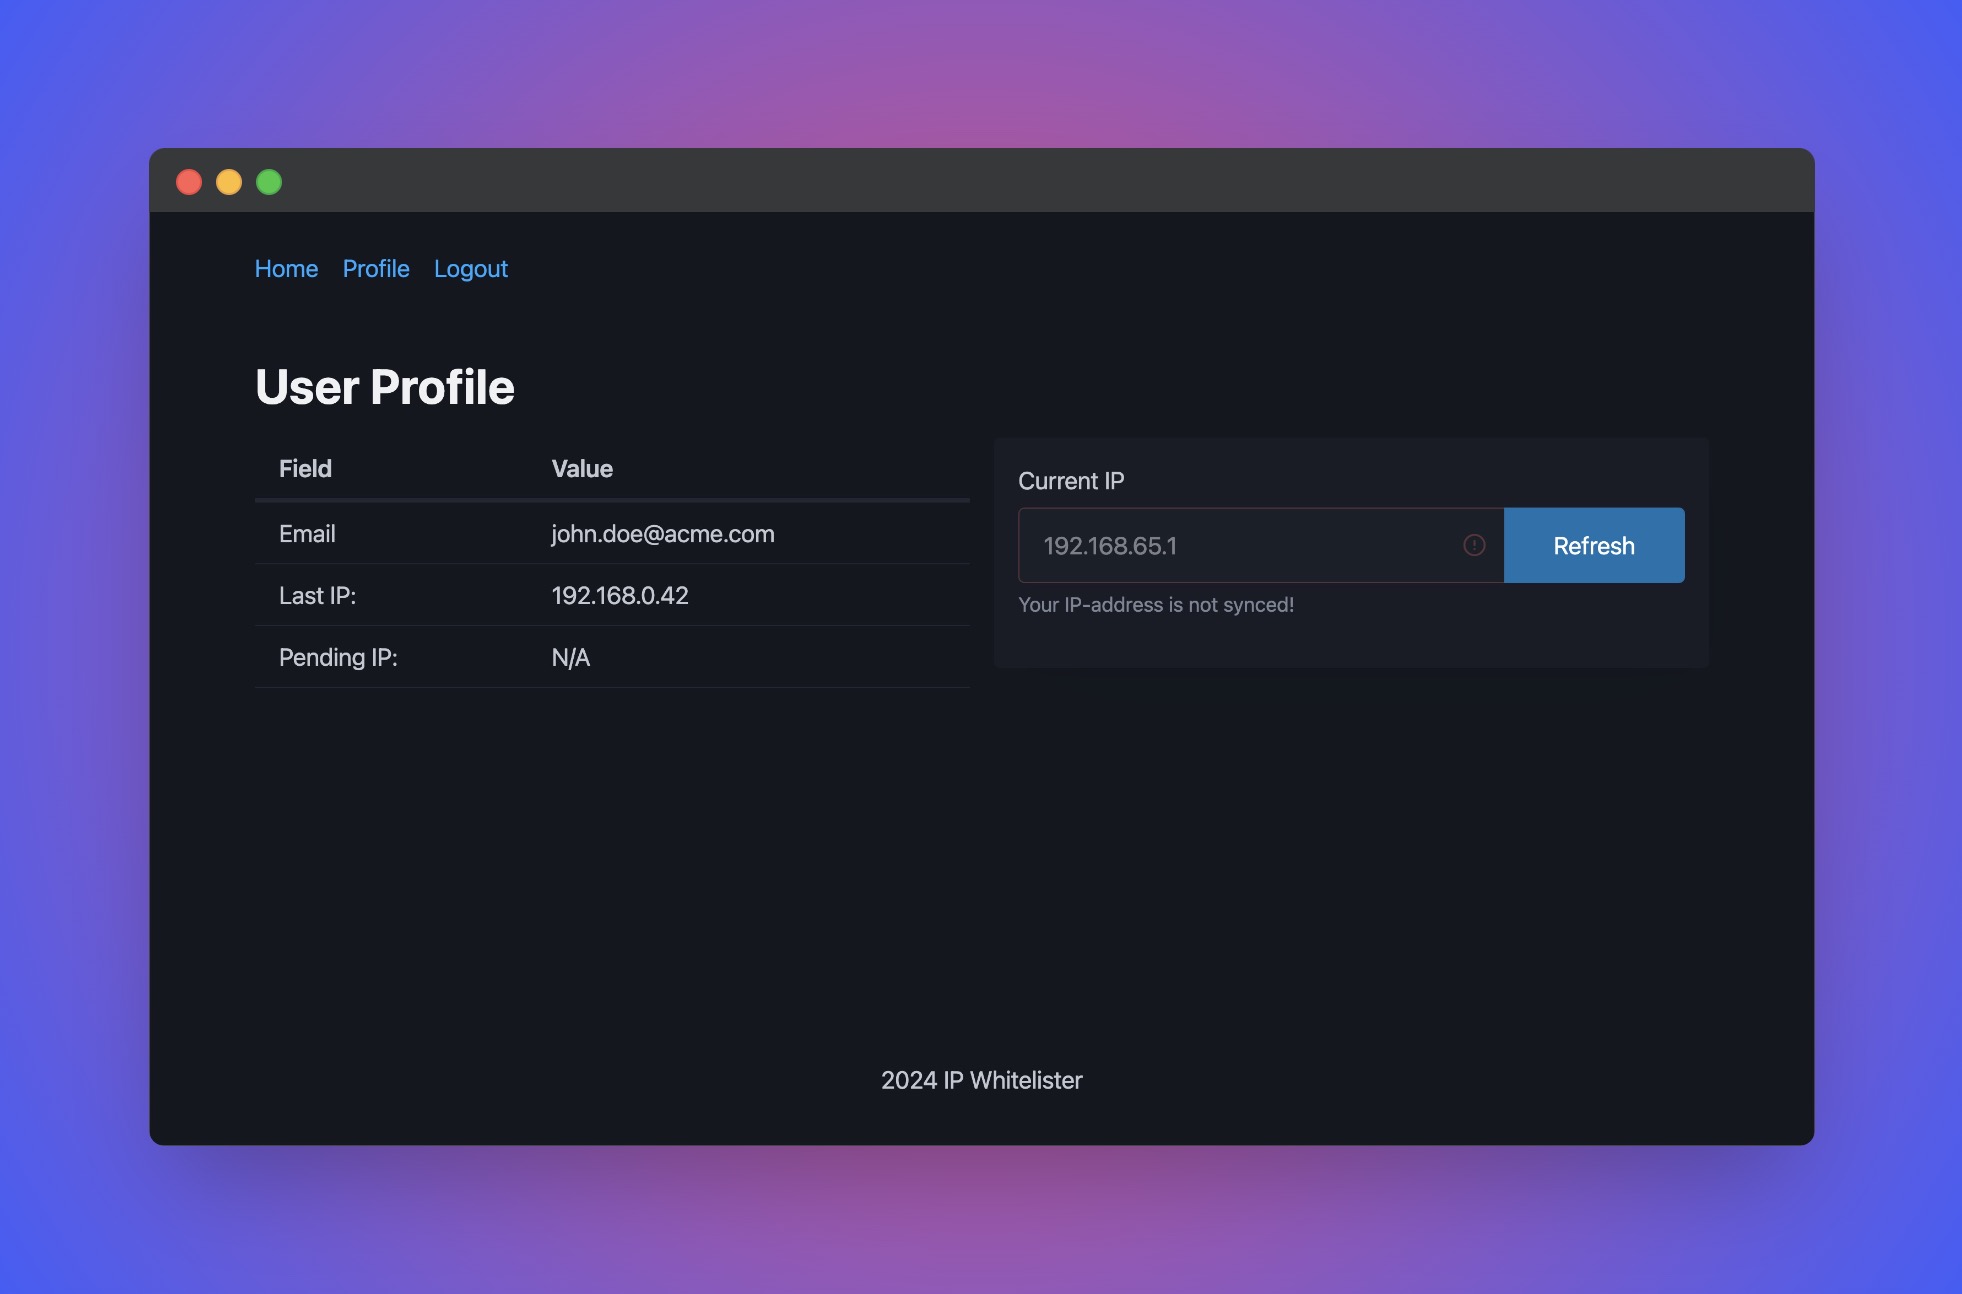 Home Profile Logout
User Profile
Field Value
Email john.doe@acme.com
Last IP: 192.168.0.42
Pending IP: N/A
Current IP
192.168.65.1 Refresh
Your IP-address is not synced!
2024 IP Whitelister